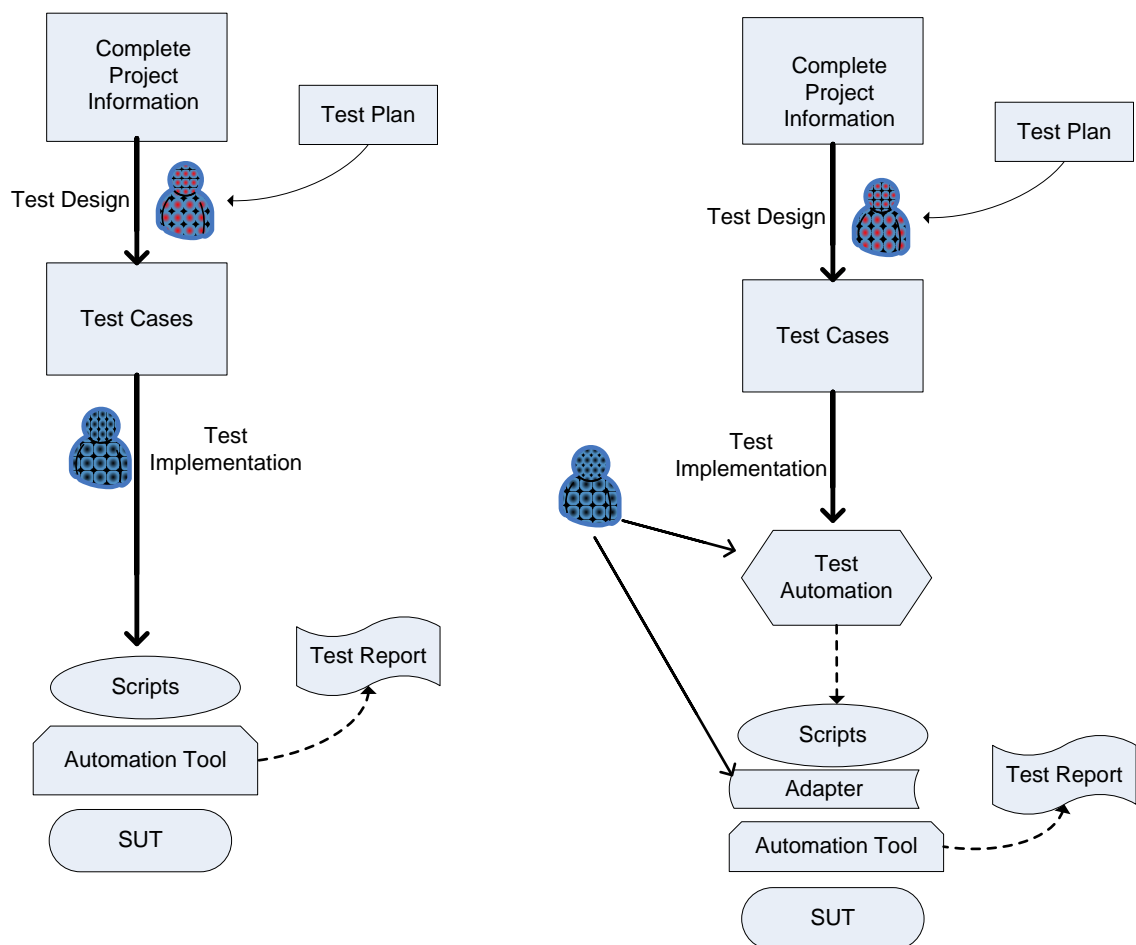 Complete
Project
Information
Test Plan
Test Design
Test Cases
Test
Implementation
Test Report
Scripts
Automation Tool
SUT
Complete
Project
Information
Test Plan
Test Design
Test Cases
Test
Implementation
Test
Automation
Scripts
Test Report
Adapter
Automation Tool
SUT